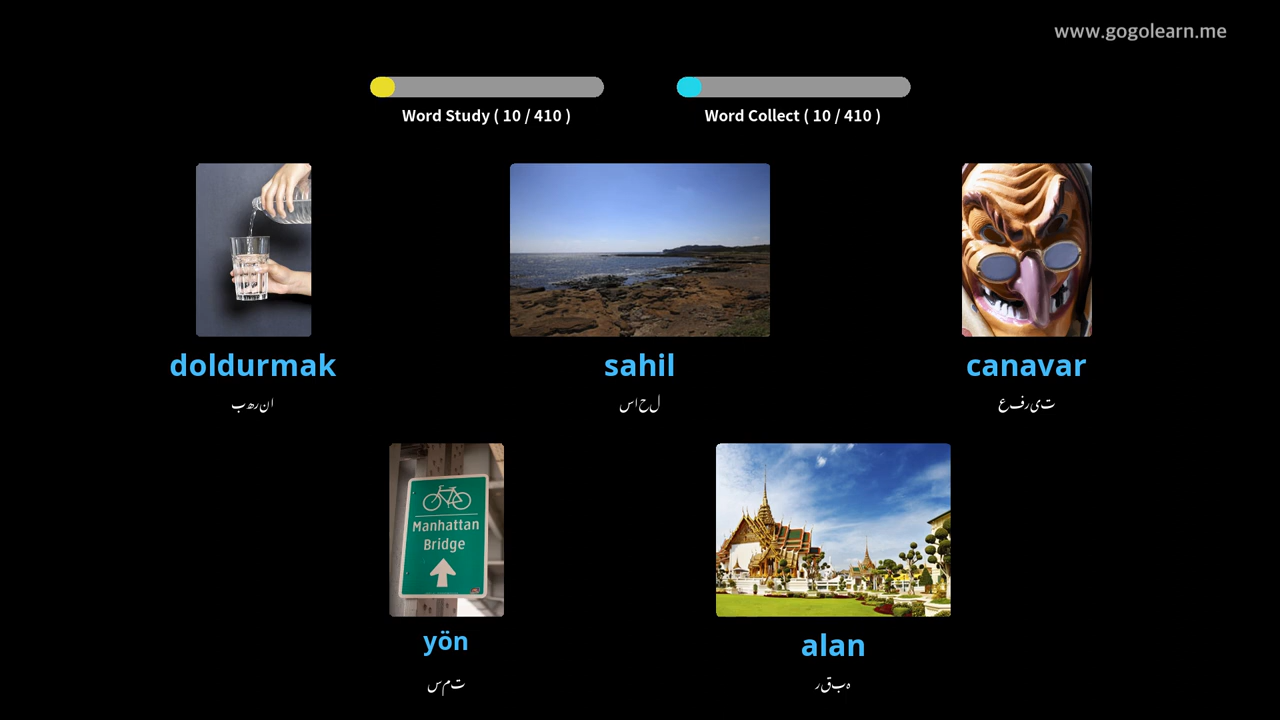 www.gogolearn.me
Word Study ( 10 / 410 )
Word Collect ( 10 / 410 )
doldurmak
sahil
canavar
بھرنا
ساحل
عفریت
Manhattan
Bridge
yön
alan
سمت
رقبہ